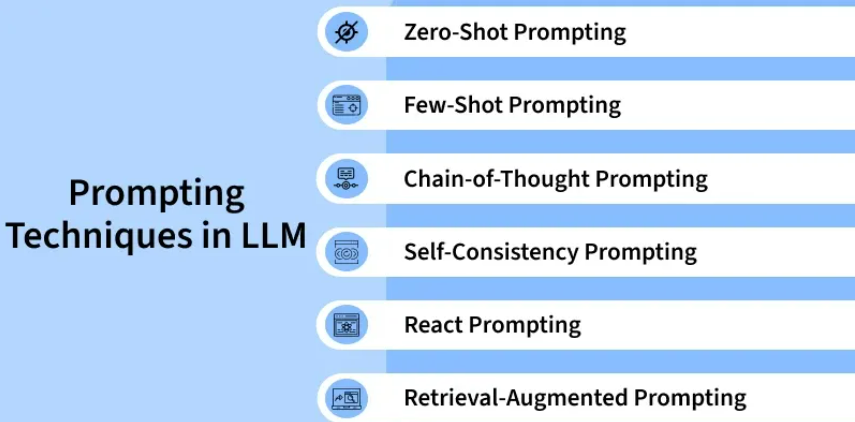 Prompting
Techniques in LLM
Zero-Shot Prompting
Few-Shot Prompting
Chain-of-Thought Prompting
Self-Consistency Prompting
React Prompting
Retrieval-Augmented Prompting